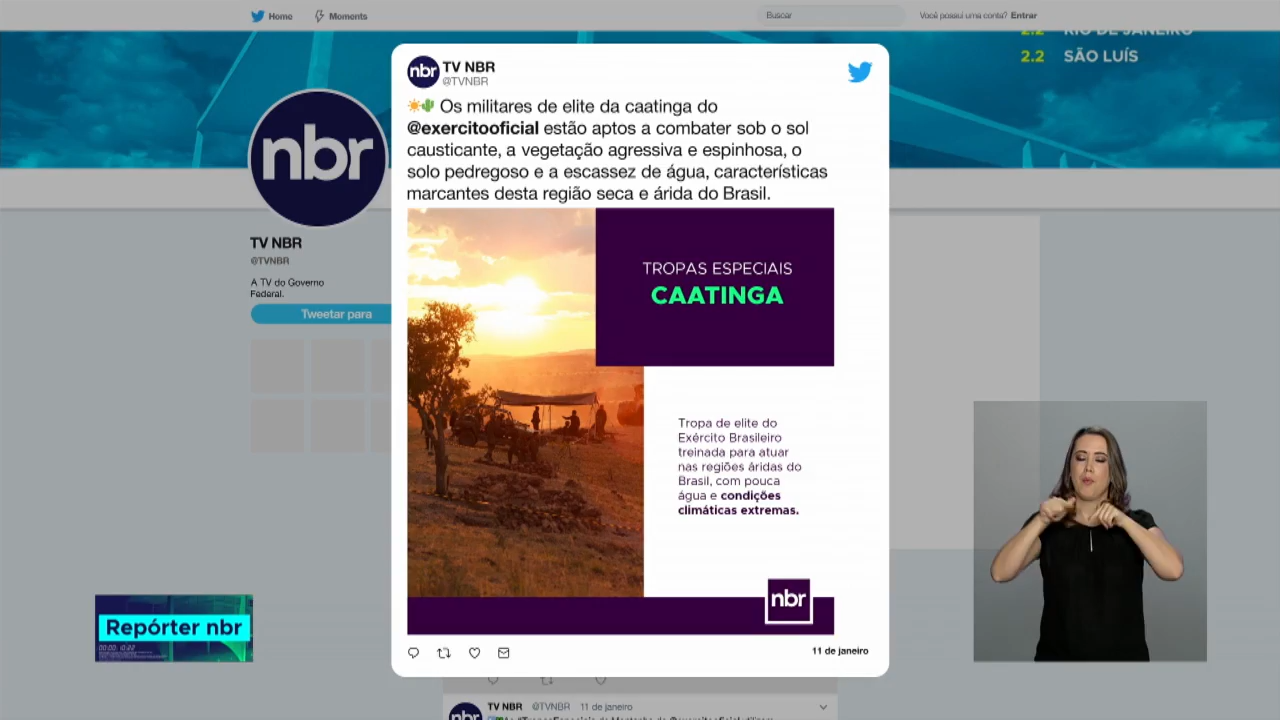 Home
Moments
Buscar
Você possui uma conta? Entrar
2.2 RIO DE JANEIRO
2.2 SÃO LUÍS
nbr
TV NBR
@TVNBR
A TV do Governo
Federal.
Tweetar para
nbr
TV NBR
@TVNBR
Os militares de elite da caatinga do
@exercitooficial estão aptos a combater sob o sol
causticante, a vegetação agressiva e espinhosa, o
solo pedregoso e a escassez de água, características
marcantes desta região seca e árida do Brasil.
TROPAS ESPECIAIS
CAATINGA
Tropa de elite do
Exército Brasileiro
treinada para atuar
nas regiões áridas do
Brasil, com pouca
água e condições
climáticas extremas.
nbr
11 de janeiro
Repórter nbr
nbr
TV NBR @TVNBR 11 de janeiro